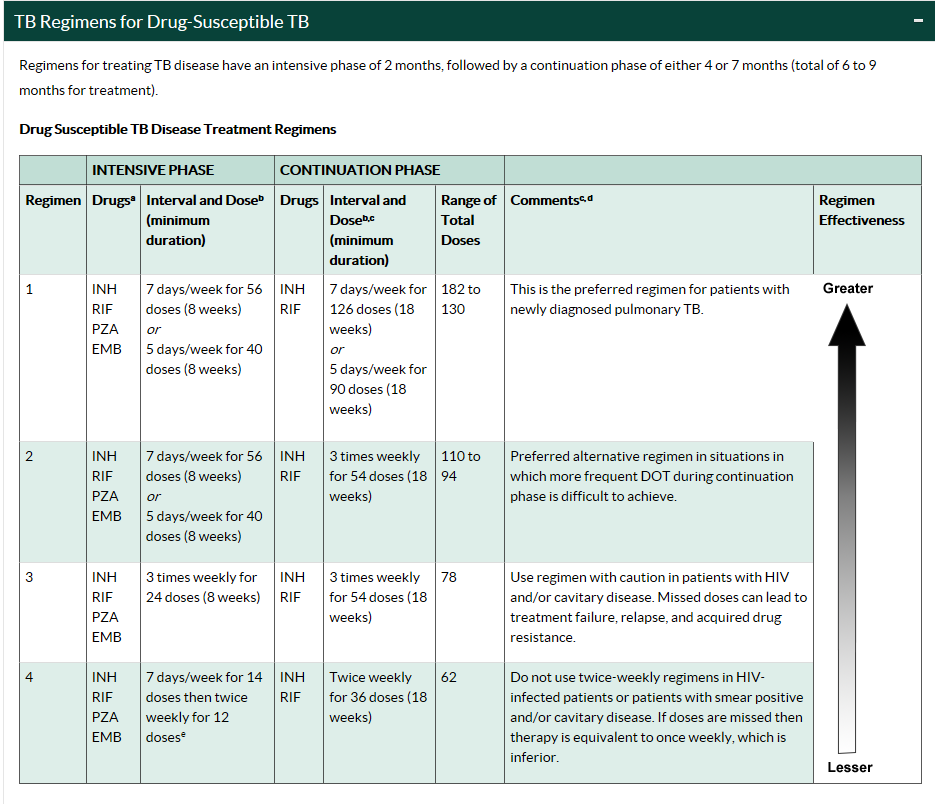 TB Regimens for Drug-Susceptible TB
Regimens for treating TB disease have an intensive phase of 2 months, followed by a continuation phase of either 4 or 7 months (total of 6 to 9
months for treatment).
Drug Susceptible TB Disease Treatment Regimens
INTENSIVE PHASE
CONTINUATION PHASE
Regimen
Drugsᵃ
Interval and Doseᵇ
(minimum
duration)
Drugs
Interval and
Doseᵇ,ᶜ
(minimum
duration)
Range of
Total
Doses
Commentsᶜ,ᵈ
Regimen
Effectiveness
1
INH
RIF
PZA
EMB
7 days/week for 56
doses (8 weeks)
or
5 days/week for 40
doses (8 weeks)
INH
RIF
7 days/week for
126 doses (18
weeks)
or
5 days/week for
90 doses (18
weeks)
182 to
130
This is the preferred regimen for patients with
newly diagnosed pulmonary TB.
Greater
2
INH
RIF
PZA
EMB
7 days/week for 56
doses (8 weeks)
or
5 days/week for 40
doses (8 weeks)
INH
RIF
3 times weekly
for 54 doses (18
weeks)
110 to
94
Preferred alternative regimen in situations in
which more frequent DOT during continuation
phase is difficult to achieve.
3
INH
RIF
PZA
EMB
3 times weekly for
24 doses (8 weeks)
INH
RIF
3 times weekly
for 54 doses (18
weeks)
78
Use regimen with caution in patients with HIV
and/or cavitary disease. Missed doses can lead to
treatment failure, relapse, and acquired drug
resistance.
4
INH
RIF
PZA
EMB
7 days/week for 14
doses then twice
weekly for 12
dosesᵉ
INH
RIF
Twice weekly
for 36 doses (18
weeks)
62
Do not use twice-weekly regimens in HIV-
infected patients or patients with smear positive
and/or cavitary disease. If doses are missed then
therapy is equivalent to once weekly, which is
inferior.
Lesser